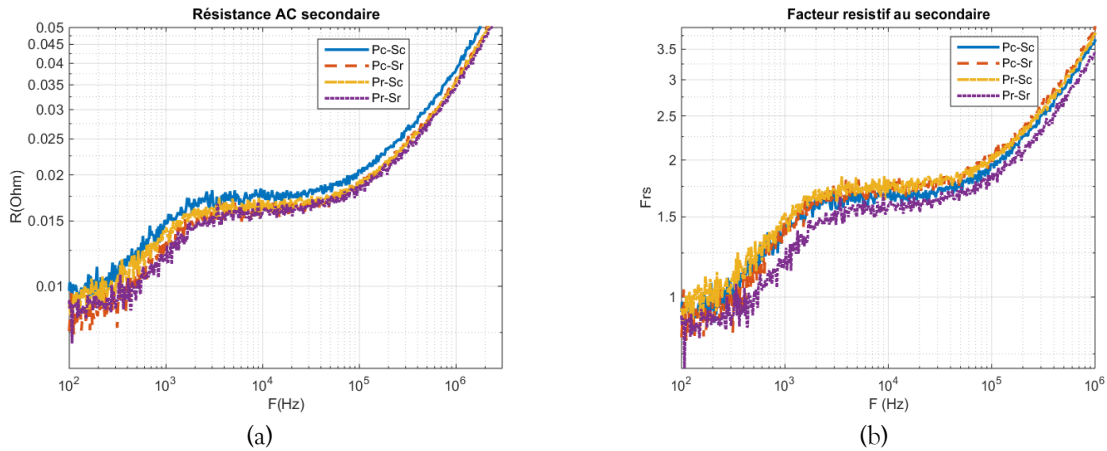 Résistance AC secondaire
0.05
0.045
0.04
0.035
0.03
0.025
0.02
0.015
0.01
R(Ohm)
Pc-Sc
Pc-Sr
Pr-Sc
Pr-Sr
10^2
10^3
10^4
10^5
10^6
F(Hz)
(a)
Facteur resistif au secondaire
3.5
3
2.5
2
1.5
1
Frs
Pc-Sc
Pc-Sr
Pr-Sc
Pr-Sr
10^2
10^3
10^4
10^5
10^6
F (Hz)
(b)